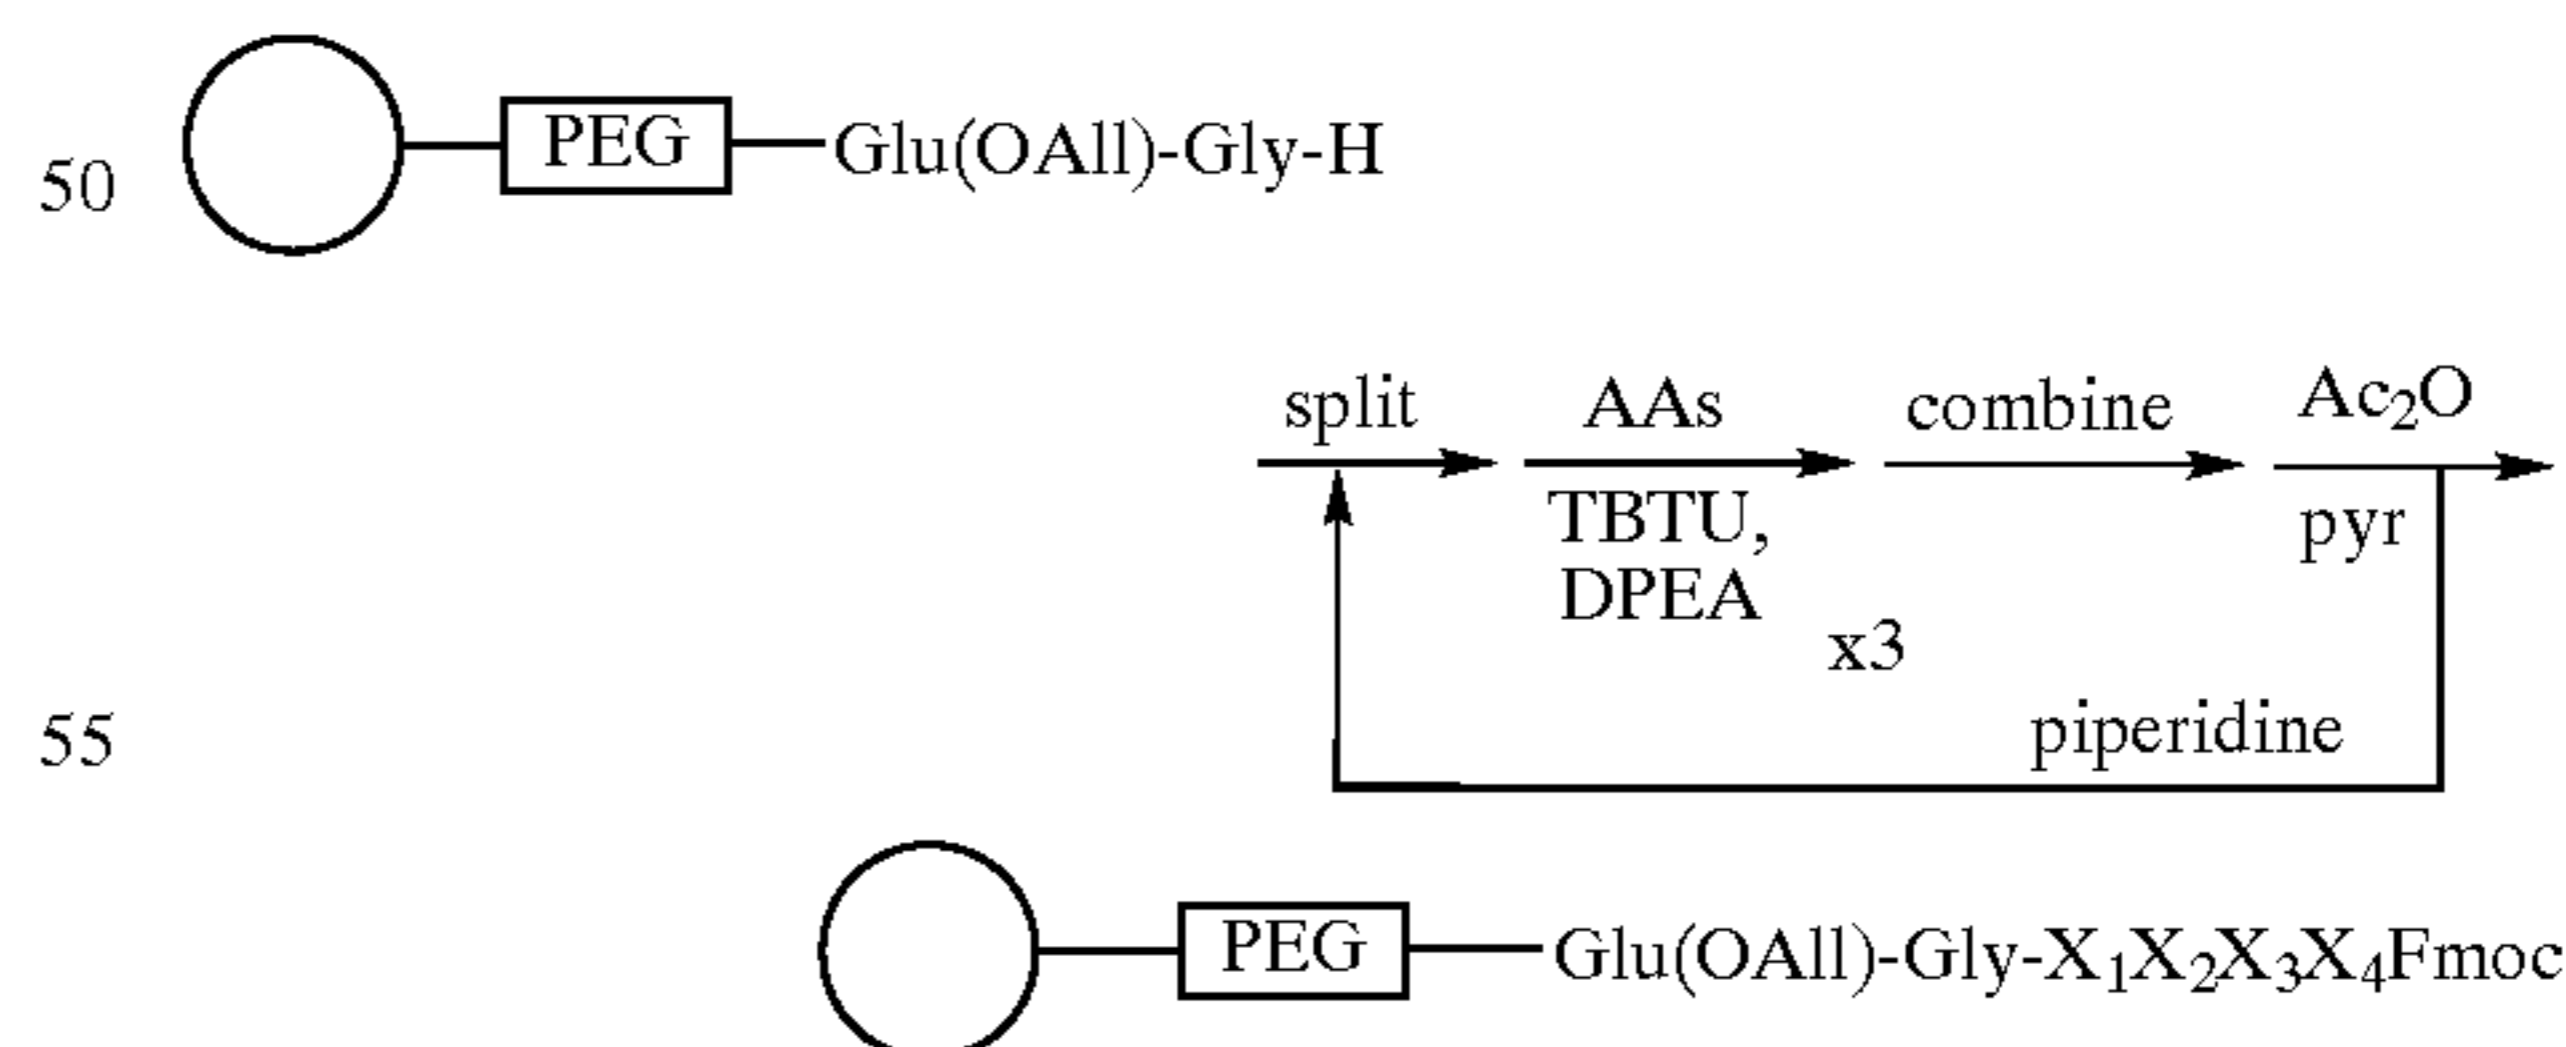 50 PEG Glu(OAll)-Gly-H
split AAs combine Ac₂O
TBTU, pyr
DPEA
x3
55 piperidine
PEG Glu(OAll)-Gly-X₁X₂X₃X₄Fmoc